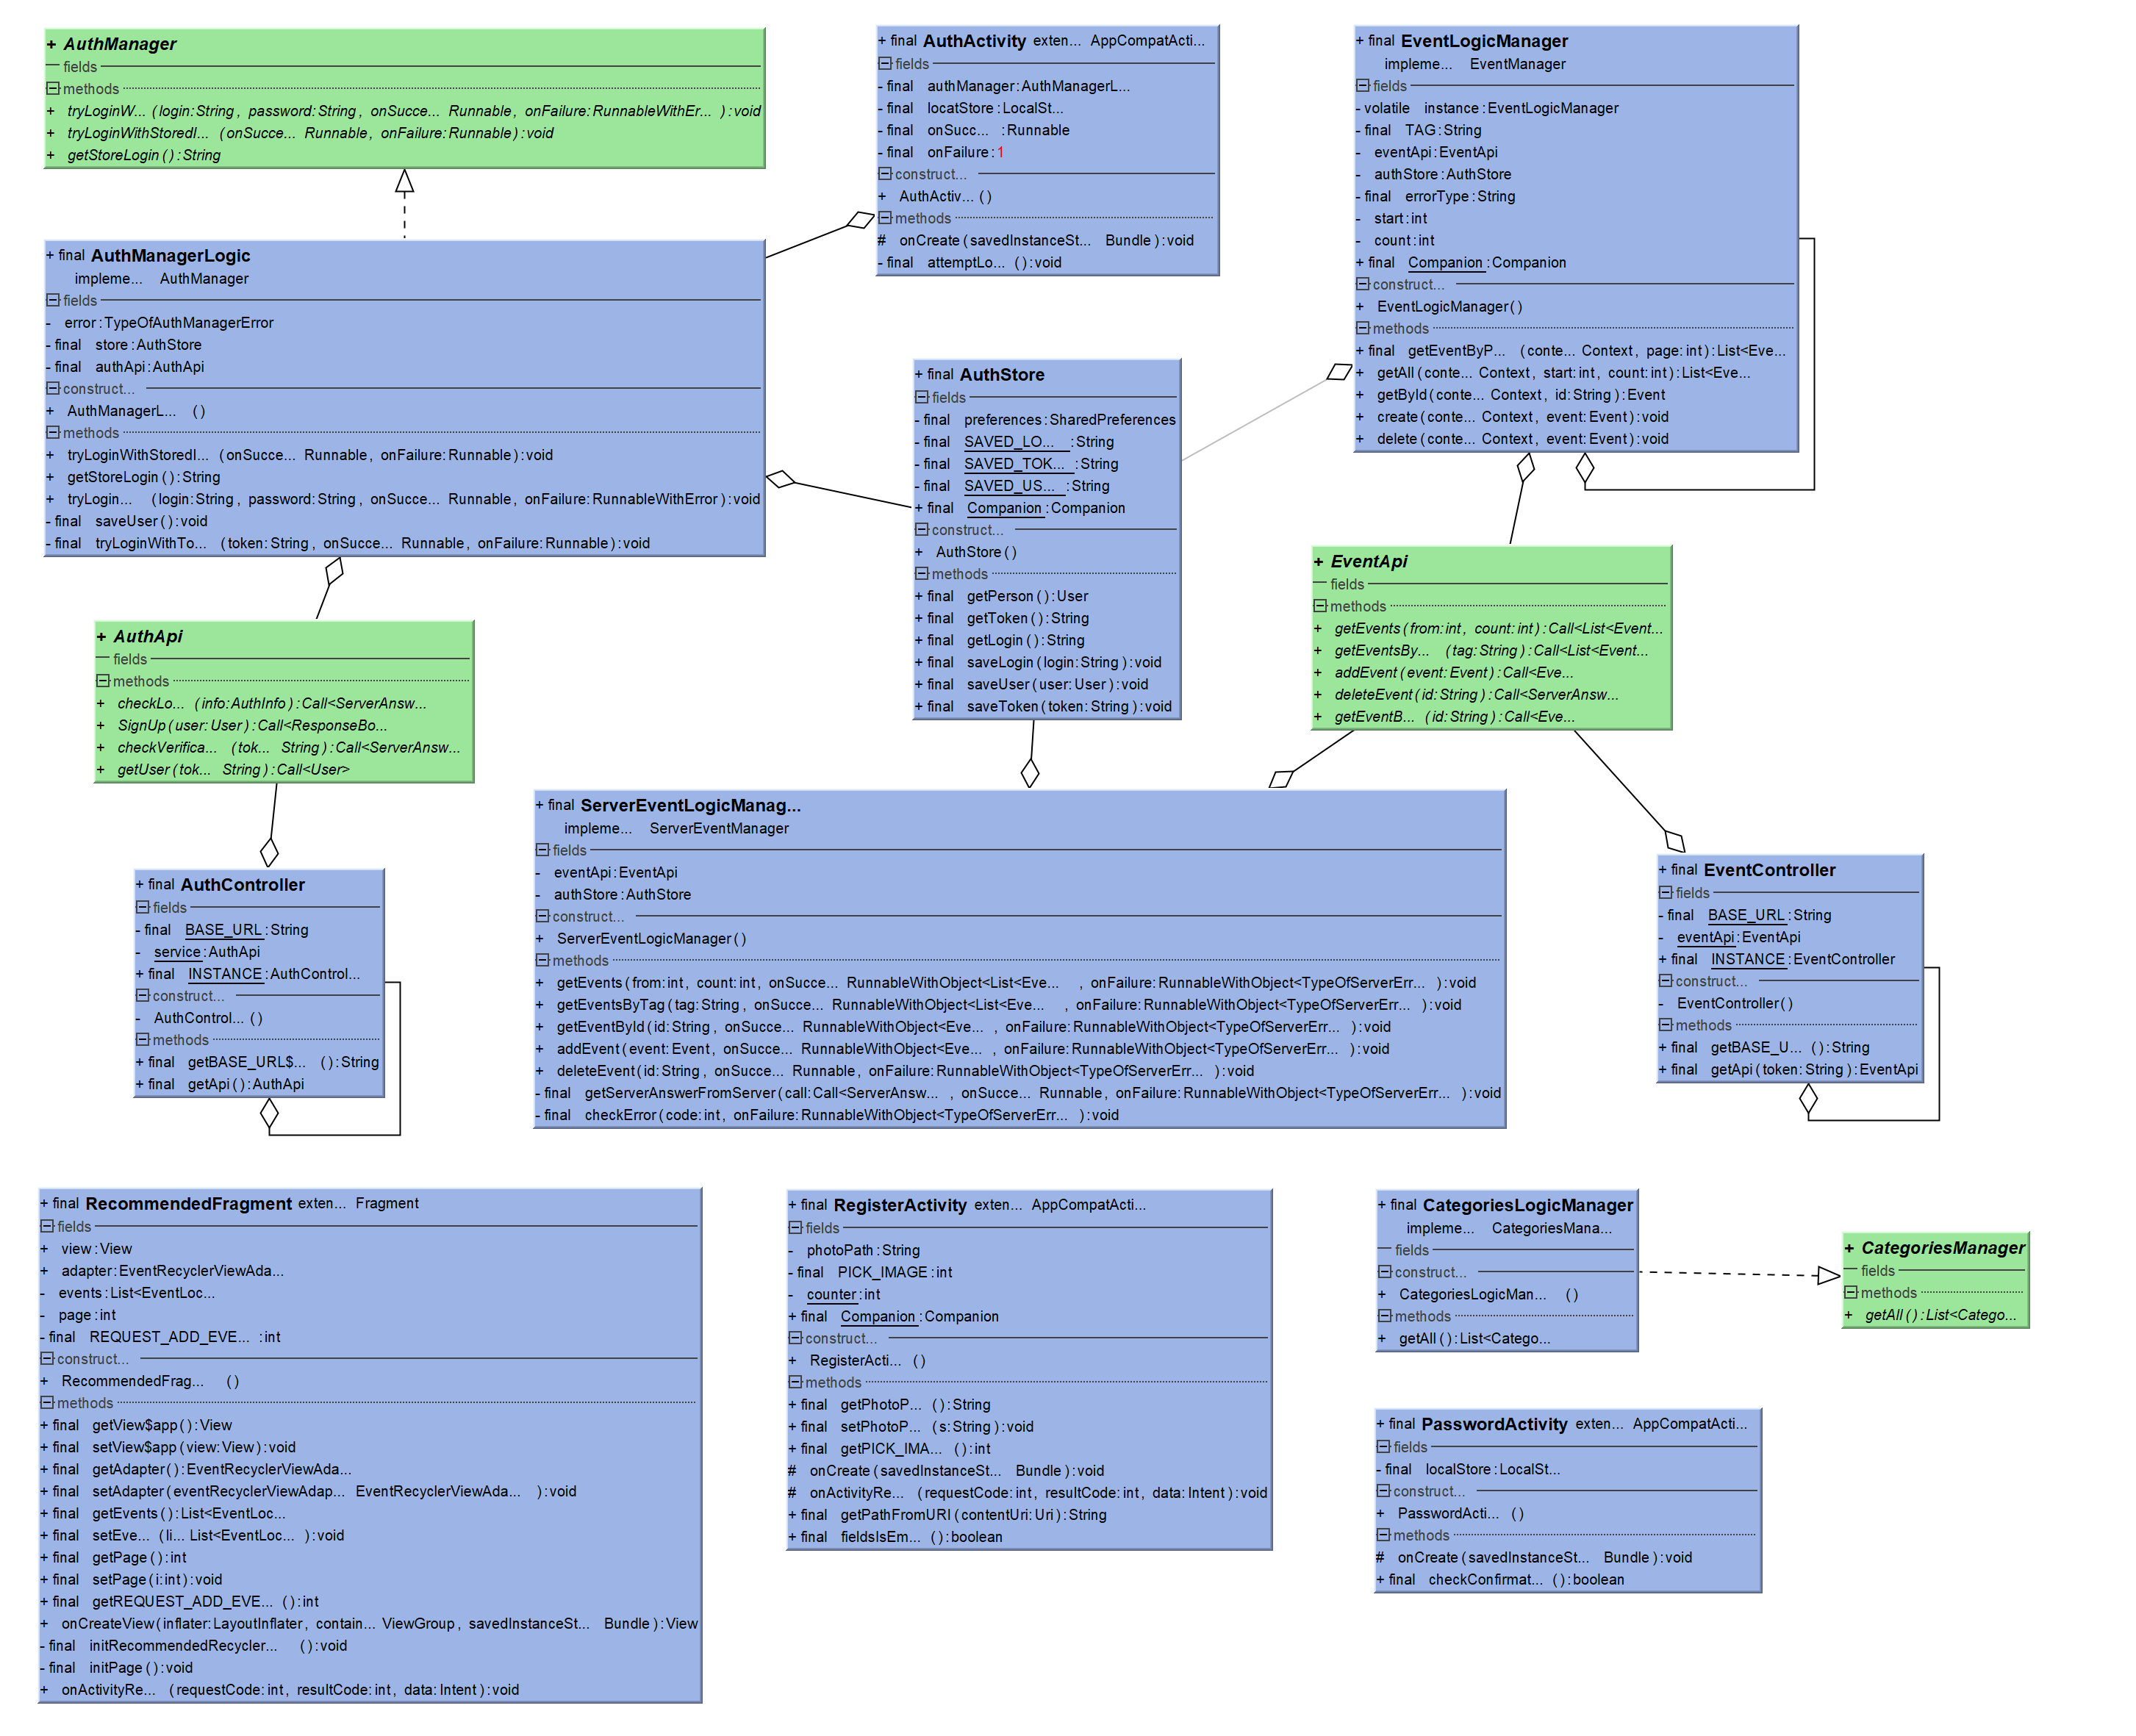 + AuthManager
fields
methods
+ tryLoginW... (login:String, password:String, onSucce... Runnable, onFailure:RunnableWithEr... ):void
+ tryLoginWithStoredI... (onSucce... Runnable, onFailure:Runnable):void
+ getStoreLogin():String
+ final AuthManagerLogic
impleme... AuthManager
fields
- error:TypeOfAuthManagerError
- final store:AuthStore
- final authApi:AuthApi
construct...
+ AuthManagerL... ()
methods
+ tryLoginWithStoredI... (onSucce... Runnable, onFailure:Runnable):void
+ getStoreLogin():String
+ tryLogin... (login:String, password:String, onSucce... Runnable, onFailure:RunnableWithError):void
- final saveUser():void
- final tryLoginWithTo... (token:String, onSucce... Runnable, onFailure:Runnable):void
+ final AuthActivity exten... AppCompatActi...
fields
- final authManager:AuthManagerL...
- final locatStore:LocalSt...
- final onSucc... :Runnable
- final onFailure:1
construct...
+ AuthActiv... ()
methods
# onCreate(savedInstanceSt... Bundle):void
- final attemptLo... ():void
+ final EventLogicManager
impleme... EventManager
fields
- volatile instance:EventLogicManager
- final TAG:String
- eventApi:EventApi
- authStore:AuthStore
- final errorType:String
- start:int
- count:int
+ final Companion:Companion
construct...
+ EventLogicManager()
methods
+ final getEventByP... (conte... Context, page:int):List<Eve...
+ getAll(conte... Context, start:int, count:int):List<Eve...
+ getById(conte... Context, id:String):Event
+ create(conte... Context, event:Event):void
+ delete(conte... Context, event:Event):void
+ final AuthStore
fields
- final preferences:SharedPreferences
- final SAVED_LO... :String
- final SAVED_TOK... :String
- final SAVED_US... :String
+ final Companion:Companion
construct...
+ AuthStore()
methods
+ final getPerson():User
+ final getToken():String
+ final getLogin():String
+ final saveLogin(login:String):void
+ final saveUser(user:User):void
+ final saveToken(token:String):void
+ EventApi
fields
methods
+ getEvents(from:int, count:int):Call<List<Event...
+ getEventsBy... (tag:String):Call<List<Event...
+ addEvent(event:Event):Call<Eve...
+ deleteEvent(id:String):Call<ServerAnsw...
+ getEventB... (id:String):Call<Eve...
+ AuthApi
fields
methods
+ checkLo... (info:AuthInfo):Call<ServerAnsw...
+ SignUp(user:User):Call<ResponseBo...
+ checkVerifica... (tok... String):Call<ServerAnsw...
+ getUser(tok... String):Call<User>
+ final AuthController
fields
- final BASE_URL:String
- service:AuthApi
+ final INSTANCE:AuthControl...
construct...
- AuthControl... ()
methods
+ final getBASE_URL$... ():String
+ final getApi():AuthApi
+ final ServerEventLogicManag...
impleme... ServerEventManager
fields
- eventApi:EventApi
- authStore:AuthStore
construct...
+ ServerEventLogicManager()
methods
+ getEvents(from:int, count:int, onSucce... RunnableWithObject<List<Eve... , onFailure:RunnableWithObject<TypeOfServerErr... ):void
+ getEventsByTag(tag:String, onSucce... RunnableWithObject<List<Eve... , onFailure:RunnableWithObject<TypeOfServerErr... ):void
+ getEventById(id:String, onSucce... RunnableWithObject<Eve... , onFailure:RunnableWithObject<TypeOfServerErr... ):void
+ addEvent(event:Event, onSucce... RunnableWithObject<Eve... , onFailure:RunnableWithObject<TypeOfServerErr... ):void
+ deleteEvent(id:String, onSucce... Runnable, onFailure:RunnableWithObject<TypeOfServerErr... ):void
- final getServerAnswerFromServer(call:Call<ServerAnsw... , onSucce... Runnable, onFailure:RunnableWithObject<TypeOfServerErr... ):void
- final checkError(code:int, onFailure:RunnableWithObject<TypeOfServerErr... ):void
+ final EventController
fields
- final BASE_URL:String
- eventApi:EventApi
+ final INSTANCE:EventController
construct...
- EventController()
methods
+ final getBASE_U... ():String
+ final getApi(token:String):EventApi
+ final RecommendedFragment exten... Fragment
fields
+ view:View
+ adapter:EventRecyclerViewAda...
- events:List<EventLoc...
- page:int
- final REQUEST_ADD_EVE... :int
construct...
+ RecommendedFrag... ()
methods
+ final getView$app():View
+ final setView$app(view:View):void
+ final getAdapter():EventRecyclerViewAda...
+ final setAdapter(eventRecyclerViewAdap... EventRecyclerViewAda... ):void
+ final getEvents():List<EventLoc...
+ final setEve... (li... List<EventLoc... ):void
+ final getPage():int
+ final setPage(i:int):void
+ final getREQUEST_ADD_EVE... ():int
+ onCreateView(inflater:LayoutInflater, contain... ViewGroup, savedInstanceSt... Bundle):View
- final initRecommendedRecycler... ():void
- final initPage():void
+ onActivityRe... (requestCode:int, resultCode:int, data:Intent):void
+ final RegisterActivity exten... AppCompatActi...
fields
- photoPath:String
- final PICK_IMAGE:int
- counter:int
+ final Companion:Companion
construct...
+ RegisterActi... ()
methods
+ final getPhotoP... ():String
+ final setPhotoP... (s:String):void
+ final getPICK_IMA... ():int
# onCreate(savedInstanceSt... Bundle):void
# onActivityRe... (requestCode:int, resultCode:int, data:Intent):void
+ final getPathFromURI(contentUri:Uri):String
+ final fieldsIsEm... ():boolean
+ final CategoriesLogicManager
impleme... CategoriesMana...
fields
construct...
+ CategoriesLogicMan... ()
methods
+ getAll():List<Catego...
+ CategoriesManager
fields
methods
+ getAll():List<Catego...
+ final PasswordActivity exten... AppCompatActi...
fields
- final localStore:LocalSt...
construct...
+ PasswordActi... ()
methods
# onCreate(savedInstanceSt... Bundle):void
+ final checkConfirmat... ():boolean